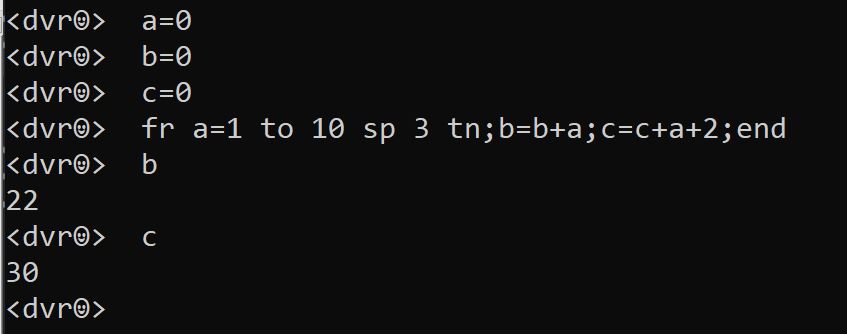 <dvr☺>  a=0
<dvr☺>  b=0
<dvr☺>  c=0
<dvr☺>  fr a=1 to 10 sp 3 tn;b=b+a;c=c+a+2;end
<dvr☺>  b
22
<dvr☺>  c
30
<dvr☺>